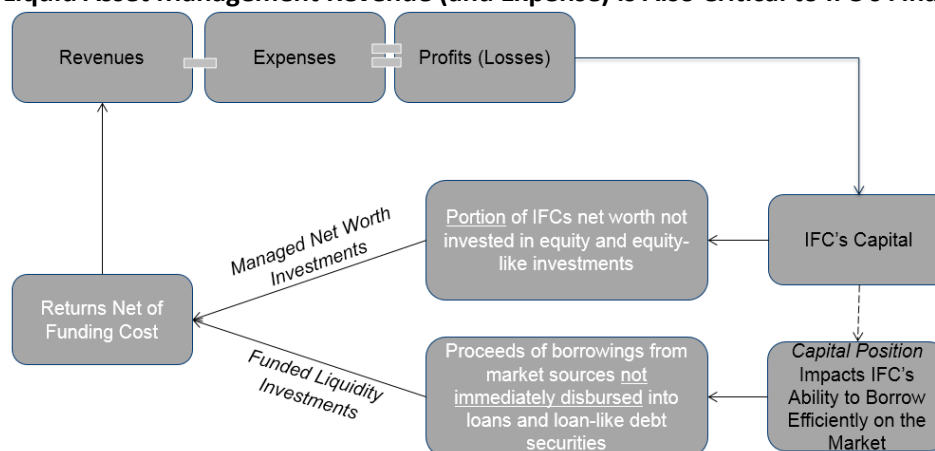 Liquid Asset Management Revenue (and Expense) is Also Critical to IFC's
Revenues
Expenses
Profits (Losses)
Managed Net Worth
Investments
Portion of IFCs net worth not
invested in equity and equity-
like investments
IFC's Capital
Returns Net of
Funding Cost
Funded Liquidity
Investments
Proceeds of borrowings from
market sources not
immediately disbursed into
loans and loan-like debt
securities
Capital Position
Impacts IFC's
Ability to Borrow
Efficiently on the
Market